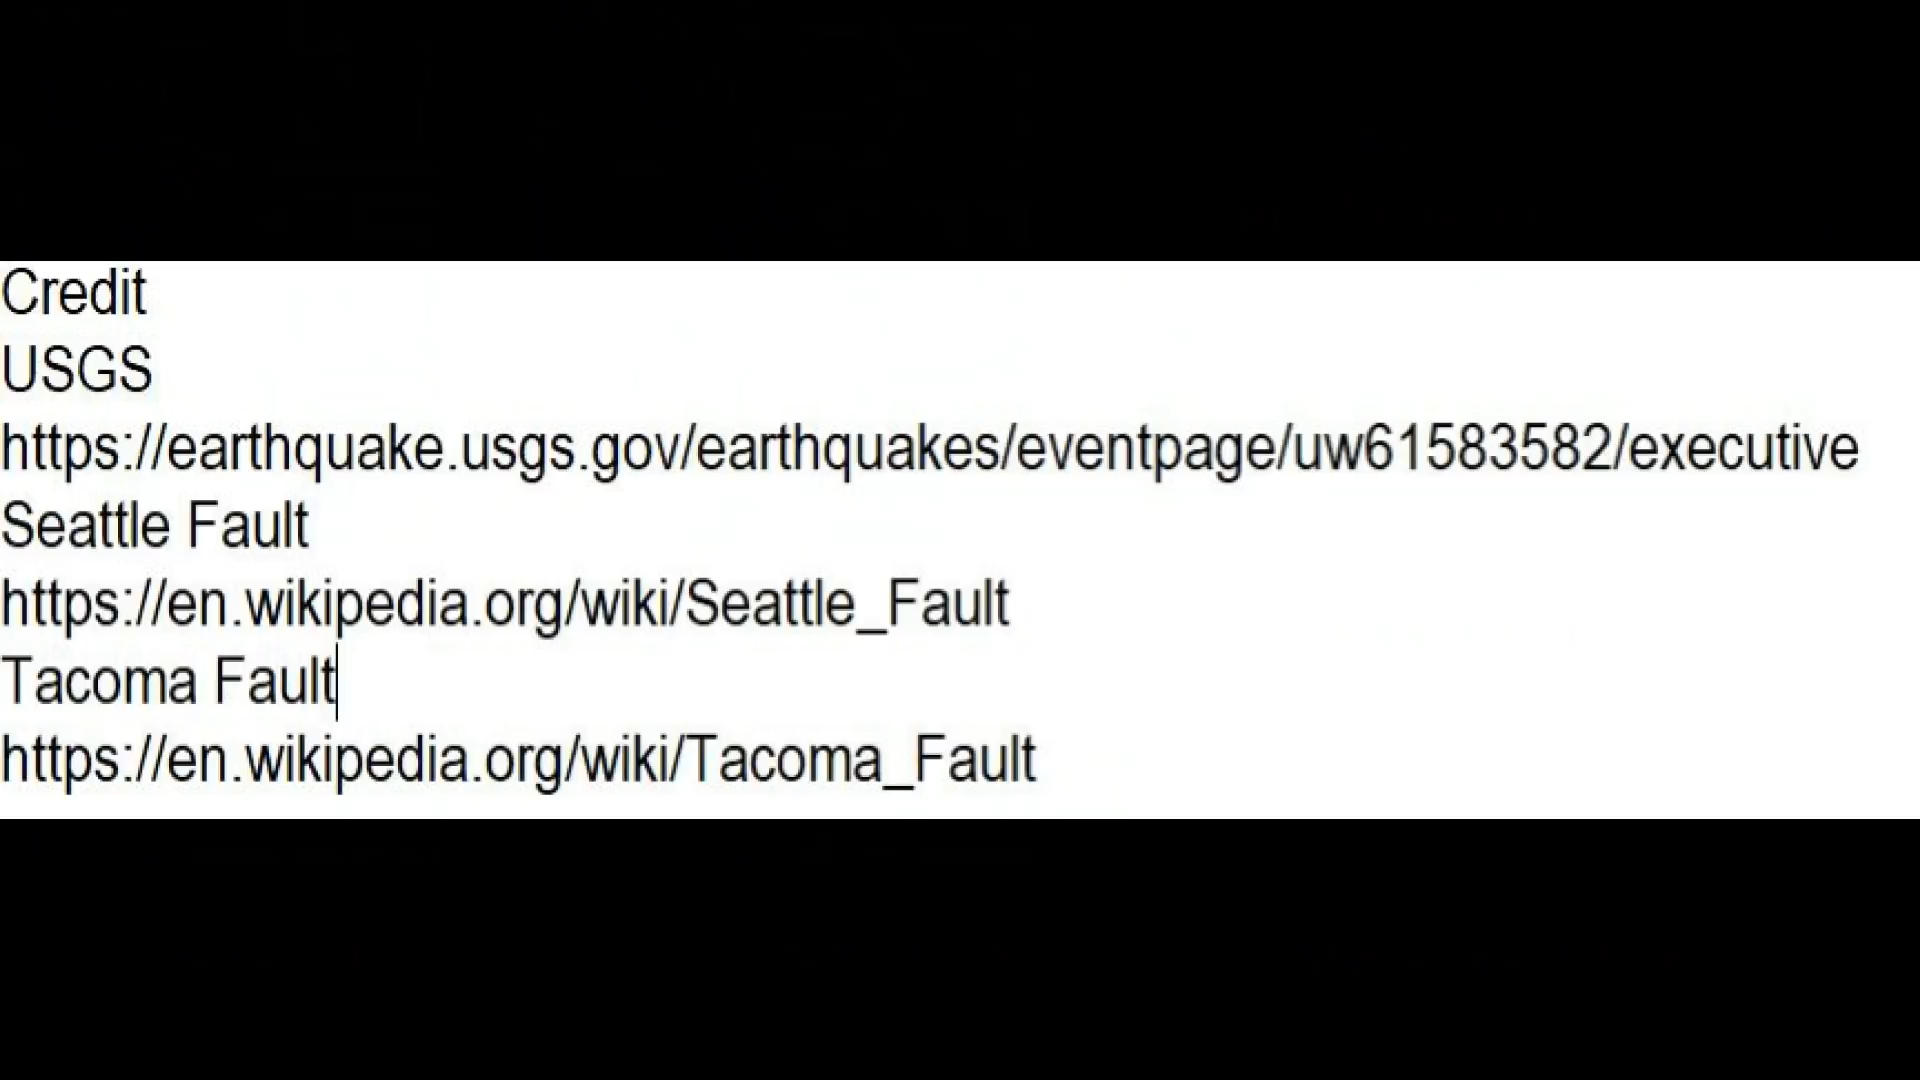 Credit
USGS
https://earthquake.usgs.gov/earthquakes/eventpage/uw61583582/executive
Seattle Fault
https://en.wikipedia.org/wiki/Seattle_Fault
Tacoma Fault
https://en.wikipedia.org/wiki/Tacoma_Fault